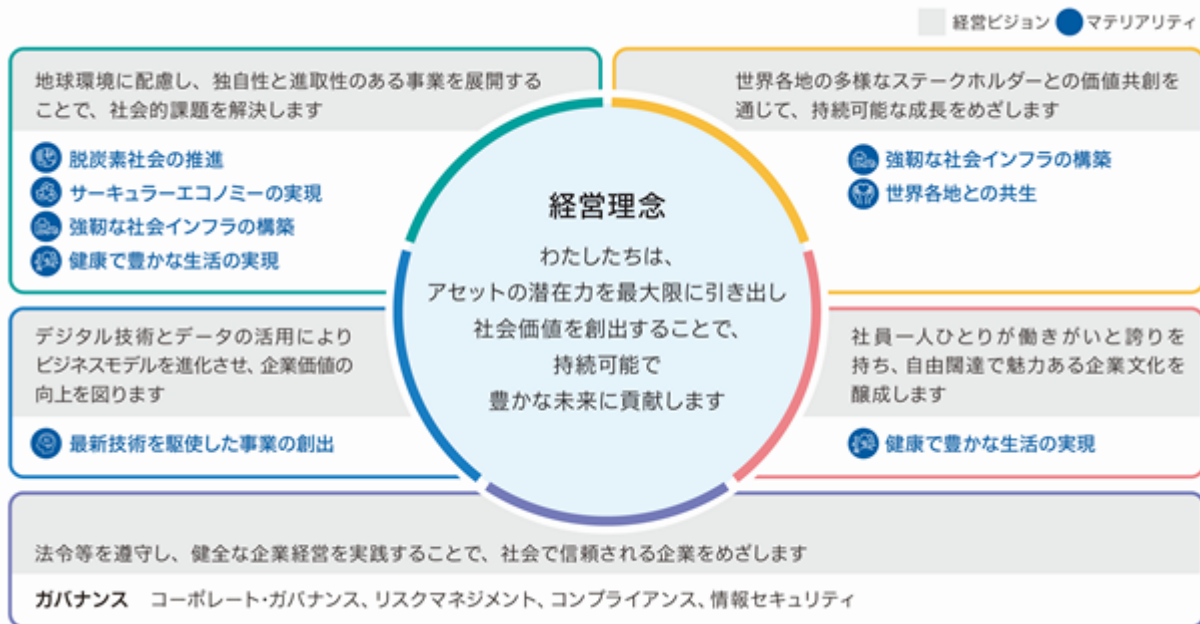 経営ビジョン マテリアリティ
地球環境に配慮し、独自性と進取性のある事業を展開する
ことで、社会的課題を解決します
脱炭素社会の推進
サーキュラーエコノミーの実現
強靭な社会インフラの構築
健康で豊かな生活の実現
世界各地の多様なステークホルダーとの価値共創を
通じて、持続可能な成長をめざします
強靭な社会インフラの構築
世界各地との共生
経営理念
わたしたちは、
アセットの潜在力を最大限に引き出し
社会価値を創出することで、
持続可能で
豊かな未来に貢献します
デジタル技術とデータの活用により
ビジネスモデルを進化させ、企業価値の
向上を図ります
最新技術を駆使した事業の創出
社員一人ひとりが働きがいと誇りを
持ち、自由闊達で魅力ある企業文化を
醸成します
健康で豊かな生活の実現
法令等を遵守し、健全な企業経営を実践することで、社会で信頼される企業をめざします
ガバナンス コーポレート・ガバナンス、リスクマネジメント、コンプライアンス、情報セキュリティ